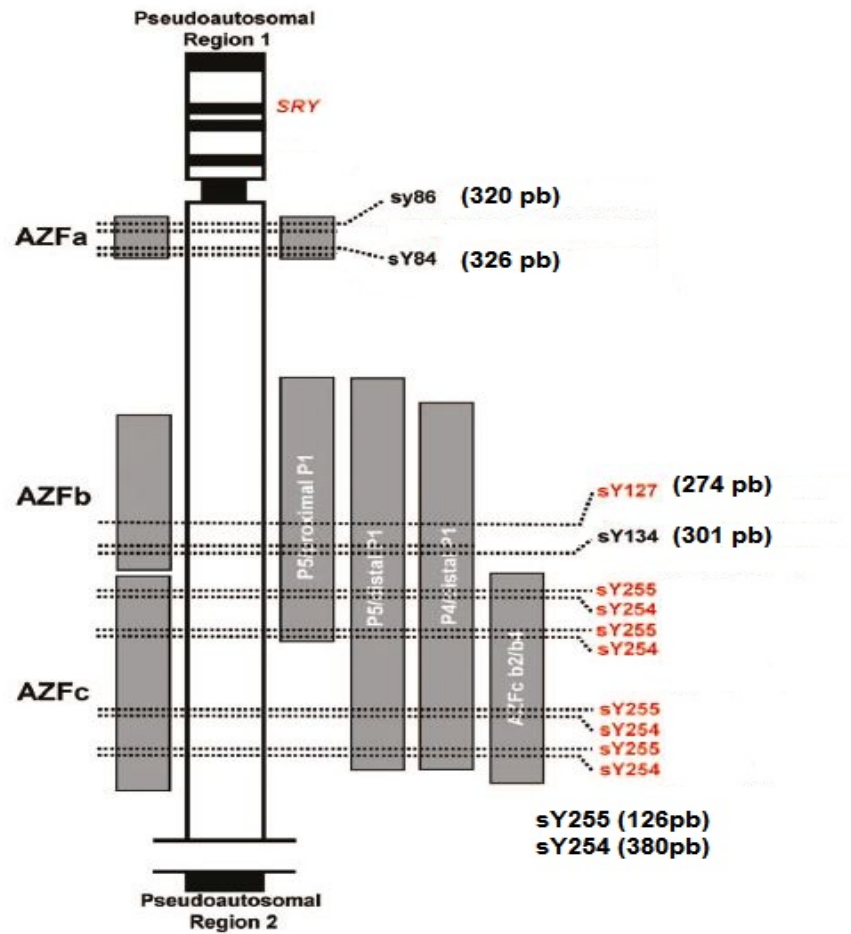 Pseudoautosomal
Region 1
SRY
sy86 (320 pb)
AZFa
sY84 (326 pb)
P5/proximal P1
P5/distal P1
P4/distal P1
AZFc b2/b4
AZFb
sY127 (274 pb)
sY134 (301 pb)
sY255
sY254
sY255
sY254
AZFc
sY255
sY254
sY255
sY254
sY255 (126pb)
sY254 (380pb)
Pseudoautosomal
Region 2